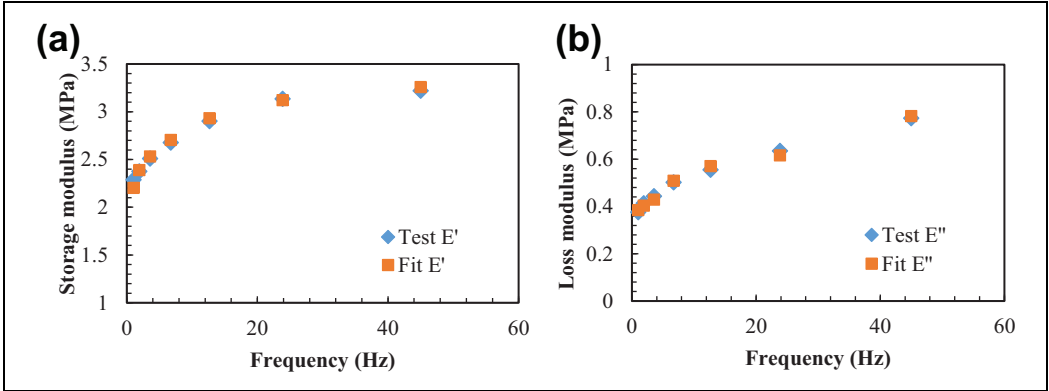 (a)
Storage modulus (MPa)
3.5
3
2.5
2
1.5
1
0
20
40
60
Frequency (Hz)
Test E'
Fit E'
(b)
Loss modulus (MPa)
1
0.8
0.6
0.4
0.2
0
0
20
40
60
Frequency (Hz)
Test E"
Fit E"